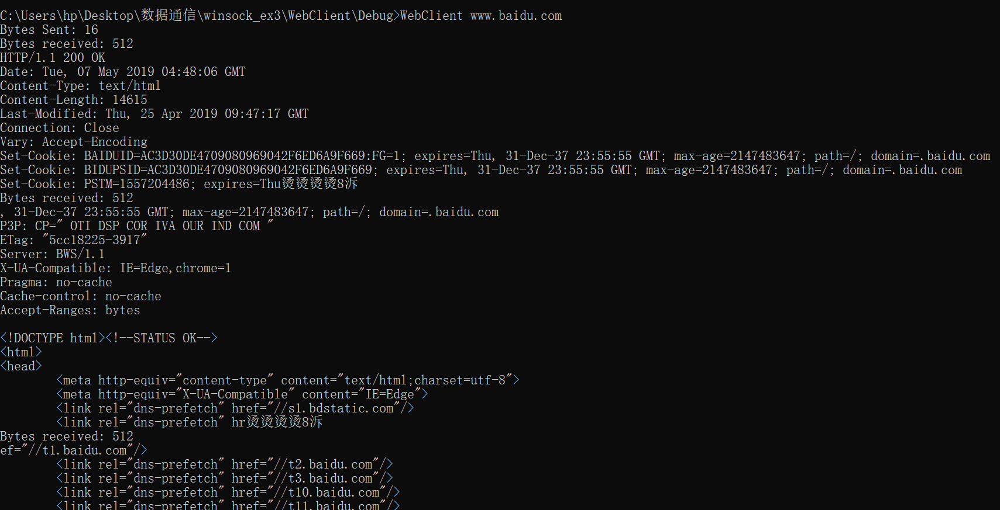 C:\Users\hp\Desktop\数据通信\winsock_ex3\WebClient\Debug>WebClient www.baidu.com
Bytes Sent: 16
Bytes received: 512
HTTP/1.1 200 OK
Date: Tue, 07 May 2019 04:48:06 GMT
Content-Type: text/html
Content-Length: 14615
Last-Modified: Thu, 25 Apr 2019 09:47:17 GMT
Connection: Close
Vary: Accept-Encoding
Set-Cookie: BAIDUID=AC3D30DE4709080969042F6ED6A9F669:FG=1; expires=Thu, 31-Dec-37 23:55:55 GMT; max-age=2147483647; path=/; domain=.baidu.com
Set-Cookie: BIDUPSID=AC3D30DE4709080969042F6ED6A9F669; expires=Thu, 31-Dec-37 23:55:55 GMT; max-age=2147483647; path=/; domain=.baidu.com
Set-Cookie: PSTM=1557204486; expires=Thu烫烫烫烫8泝
Bytes received: 512
, 31-Dec-37 23:55:55 GMT; max-age=2147483647; path=/; domain=.baidu.com
P3P: CP=" OTI DSP COR IVA OUR IND COM "
ETag: "5cc18225-3917"
Server: BWS/1.1
X-UA-Compatible: IE=Edge,chrome=1
Pragma: no-cache
Cache-control: no-cache
Accept-Ranges: bytes
<!DOCTYPE html><!--STATUS OK-->
<html>
<head>
<meta http-equiv="content-type" content="text/html;charset=utf-8">
<meta http-equiv="X-UA-Compatible" content="IE=Edge">
<link rel="dns-prefetch" href="//s1.bdstatic.com"/>
<link rel="dns-prefetch" hr烫烫烫烫8泝
Bytes received: 512
ef="//t1.baidu.com"/>
<link rel="dns-prefetch" href="//t2.baidu.com"/>
<link rel="dns-prefetch" href="//t3.baidu.com"/>
<link rel="dns-prefetch" href="//t10.baidu.com"/>
<link rel="dns-prefetch" href="//t11.baidu.com"/>